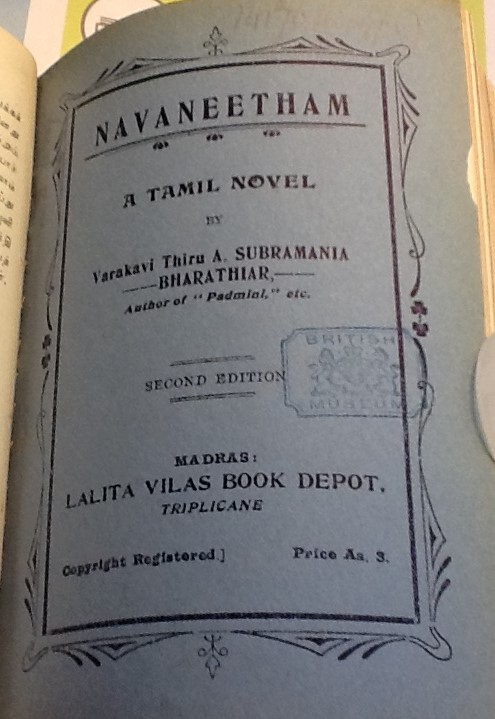 NAVANEETHAM
A TAMIL NOVEL
BY
Varakavi Thiru A. SUBRAMANIA
BHARATHIAR,
Author of "Padmini," etc.
SECOND EDITION
BRITISH
MUSEUM
MADRAS:
LALITA VILAS BOOK DEPOT,
TRIPLICANE
Copyright Registered.] Price As. 3.